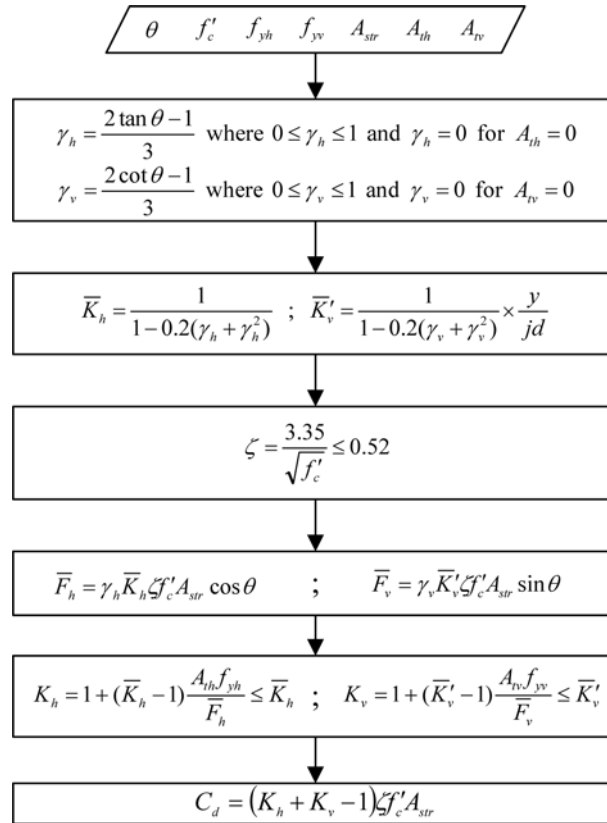 θ f′c fyh fyv Astr Ath Atv
γh = (2 tan θ − 1)/3 where 0 ≤ γh ≤ 1 and γh = 0 for Ath = 0
γv = (2 cot θ − 1)/3 where 0 ≤ γv ≤ 1 and γv = 0 for Atv = 0
K̅h = 1/(1 − 0.2(γh + γh²)) ; K̅′v = 1/(1 − 0.2(γv + γv²)) × y/jd
ζ = 3.35/√f′c ≤ 0.52
F̅h = γh K̅h ζf′c Astr cos θ ; F̅v = γv K̅′v ζf′c Astr sin θ
Kh = 1 + (K̅h − 1) Ath fyh/F̅h ≤ K̅h ; Kv = 1 + (K̅′v − 1) Atv fyv/F̅v ≤ K̅′v
Cd = (Kh + Kv − 1)ζf′c Astr